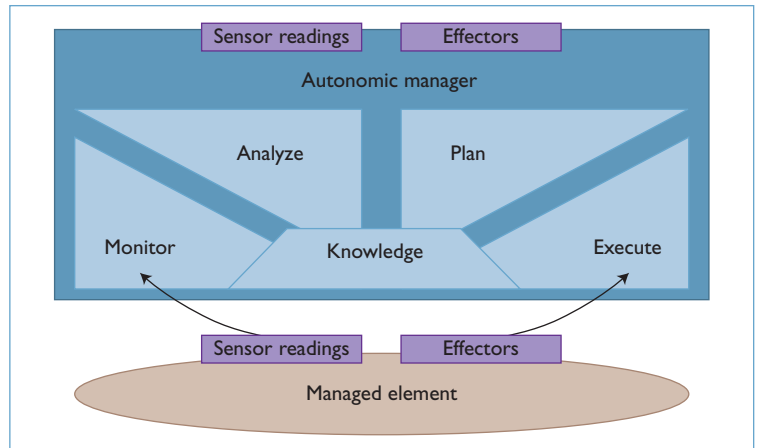 Sensor readings
Effectors
Autonomic manager
Analyze
Plan
Monitor
Knowledge
Execute
Sensor readings
Effectors
Managed element